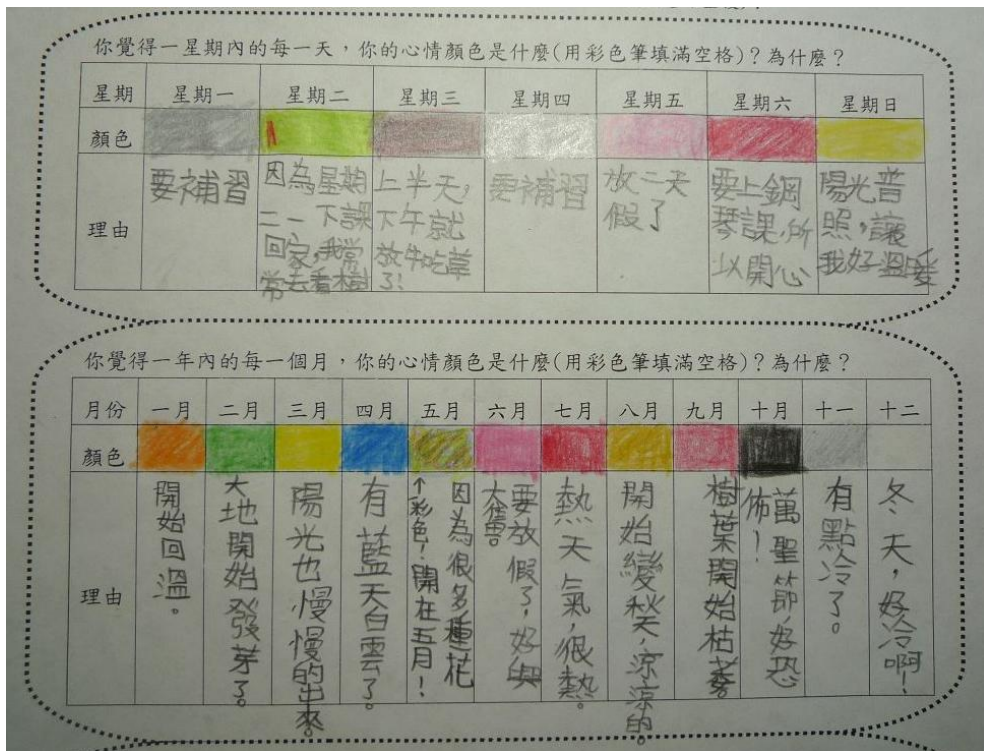 你覺得一星期內的每一天，你的心情顏色是什麼(用彩色筆填滿空格)？為什麼？
星期 星期一 星期二 星期三 星期四 星期五 星期六 星期日
顏色
理由
要補習
因為星期
二一下課
回家,我常
常去看樹
上半天,
下午就
放牛吃草
了!
要補習
放二天
假了
要上鋼
琴課,所
以開心
陽光普
照,讓
我好溫暖
你覺得一年內的每一個月，你的心情顏色是什麼(用彩色筆填滿空格)？為什麼？
月份 一月 二月 三月 四月 五月 六月 七月 八月 九月 十月 十一 十二
顏色
理由
開始回溫。
大地開始發芽了。
陽光也慢慢的出來。
有藍天白雲了。
因為很多種花
↑彩色!開在五月!
要放假了,好興
熱天氣,很熱。
開始變秋天,涼涼的。
樹葉開始枯萎。
萬聖節,好恐
佈!
有點冷了。
冬天,好冷啊!